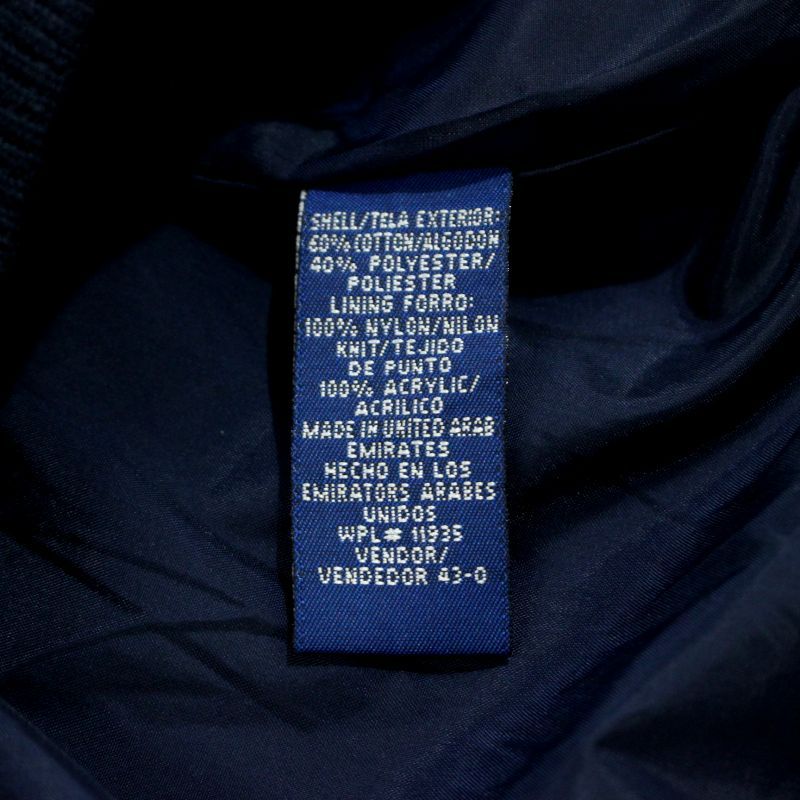 SHELL/TELA EXTERIOR:
60% COTTON/ALGODON
40% POLYESTER/
POLIESTER
LINING FORRO:
100% NYLON/NILON
KNIT/TEJIDO
DE PUNTO
100% ACRYLIC/
ACRILICO
MADE IN UNITED ARAB
EMIRATES
HECHO EN LOS
EMIRATORS ARABES
UNIDOS
WPL# 11935
VENDOR/
VENDEDOR 43-0